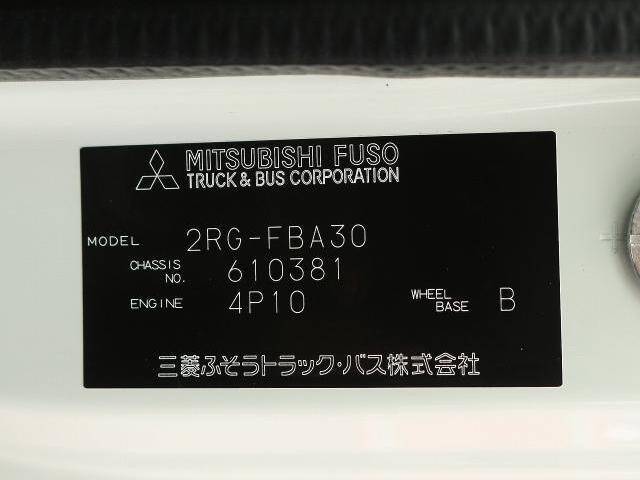 MITSUBISHI FUSO
TRUCK & BUS CORPORATION
MODEL 2RG-FBA30
CHASSIS NO. 610381
ENGINE 4P10 WHEEL BASE B
三菱ふそうトラック・バス株式会社